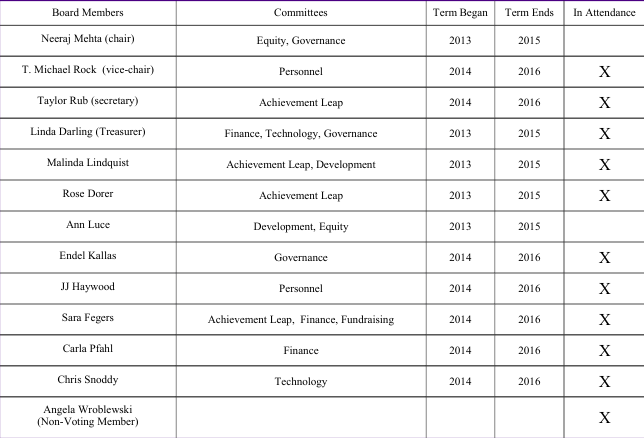 Board Members Committees Term Began Term Ends In Attendance
Neeraj Mehta (chair) Equity, Governance 2013 2015
T. Michael Rock (vice-chair) Personnel 2014 2016 X
Taylor Rub (secretary) Achievement Leap 2014 2016 X
Linda Darling (Treasurer) Finance, Technology, Governance 2013 2015 X
Malinda Lindquist Achievement Leap, Development 2013 2015 X
Rose Dorer Achievement Leap 2013 2015 X
Ann Luce Development, Equity 2013 2015
Endel Kallas Governance 2014 2016 X
JJ Haywood Personnel 2014 2016 X
Sara Fegers Achievement Leap, Finance, Fundraising 2014 2016 X
Carla Pfahl Finance 2014 2016 X
Chris Snoddy Technology 2014 2016 X
Angela Wroblewski
(Non-Voting Member) X